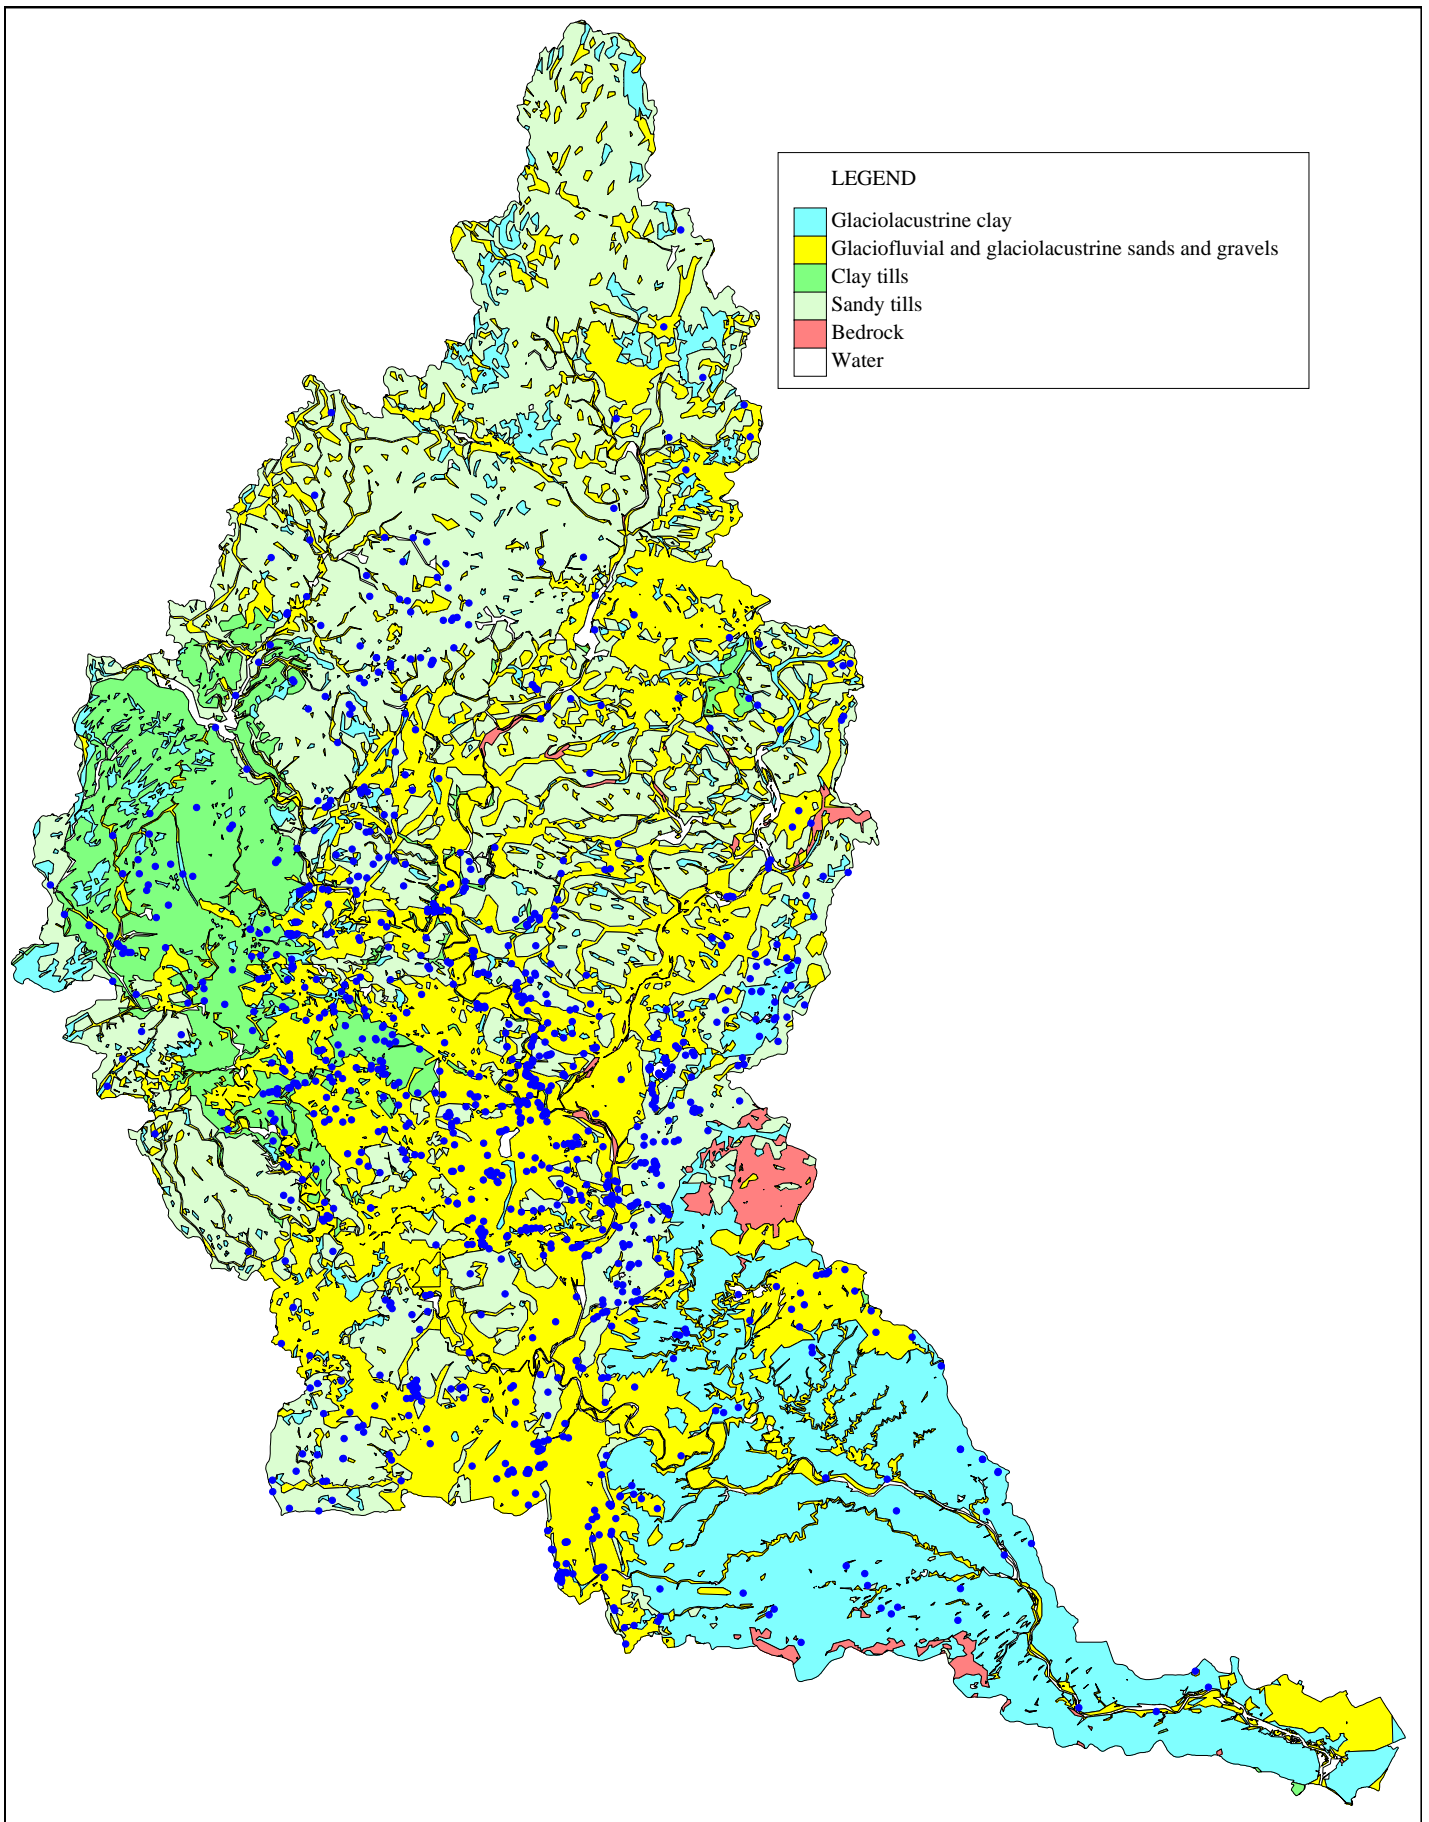 LEGEND
Glaciolacustrine clay
Glaciofluvial and glaciolacustrine sands and gravels
Clay tills
Sandy tills
Bedrock
Water